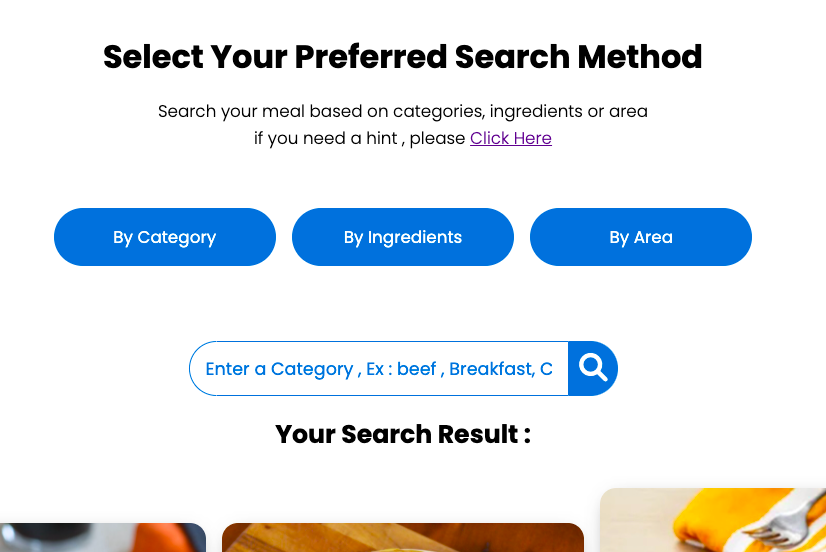 Select Your Preferred Search Method
Search your meal based on categories, ingredients or area
if you need a hint , please Click Here
By Category
By Ingredients
By Area
Enter a Category , Ex : beef , Breakfast, C
Your Search Result :